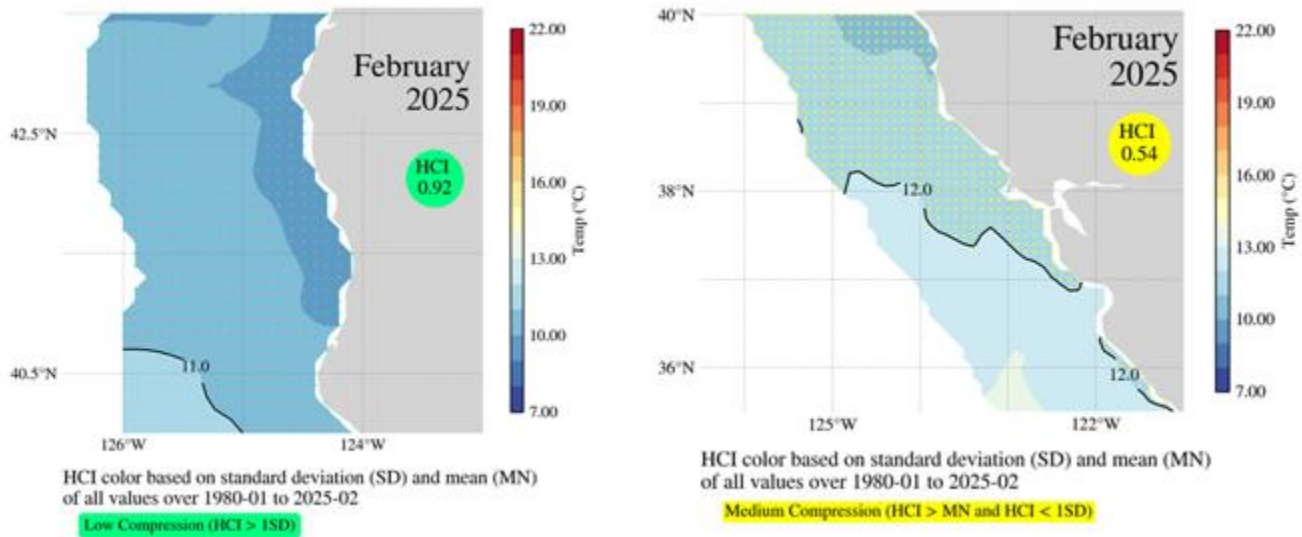 February
2025
HCI
0.92
42.5°N
40.5°N
11.0
126°W
124°W
22.00
19.00
16.00
13.00
10.00
7.00
Temp (°C)
HCI color based on standard deviation (SD) and mean (MN)
of all values over 1980-01 to 2025-02
Low Compression (HCI > 1SD)
February
2025
HCI
0.54
40°N
38°N
36°N
12.0
12.0
125°W
122°W
22.00
19.00
16.00
13.00
10.00
7.00
Temp (°C)
HCI color based on standard deviation (SD) and mean (MN)
of all values over 1980-01 to 2025-02
Medium Compression (HCI > MN and HCI < 1SD)